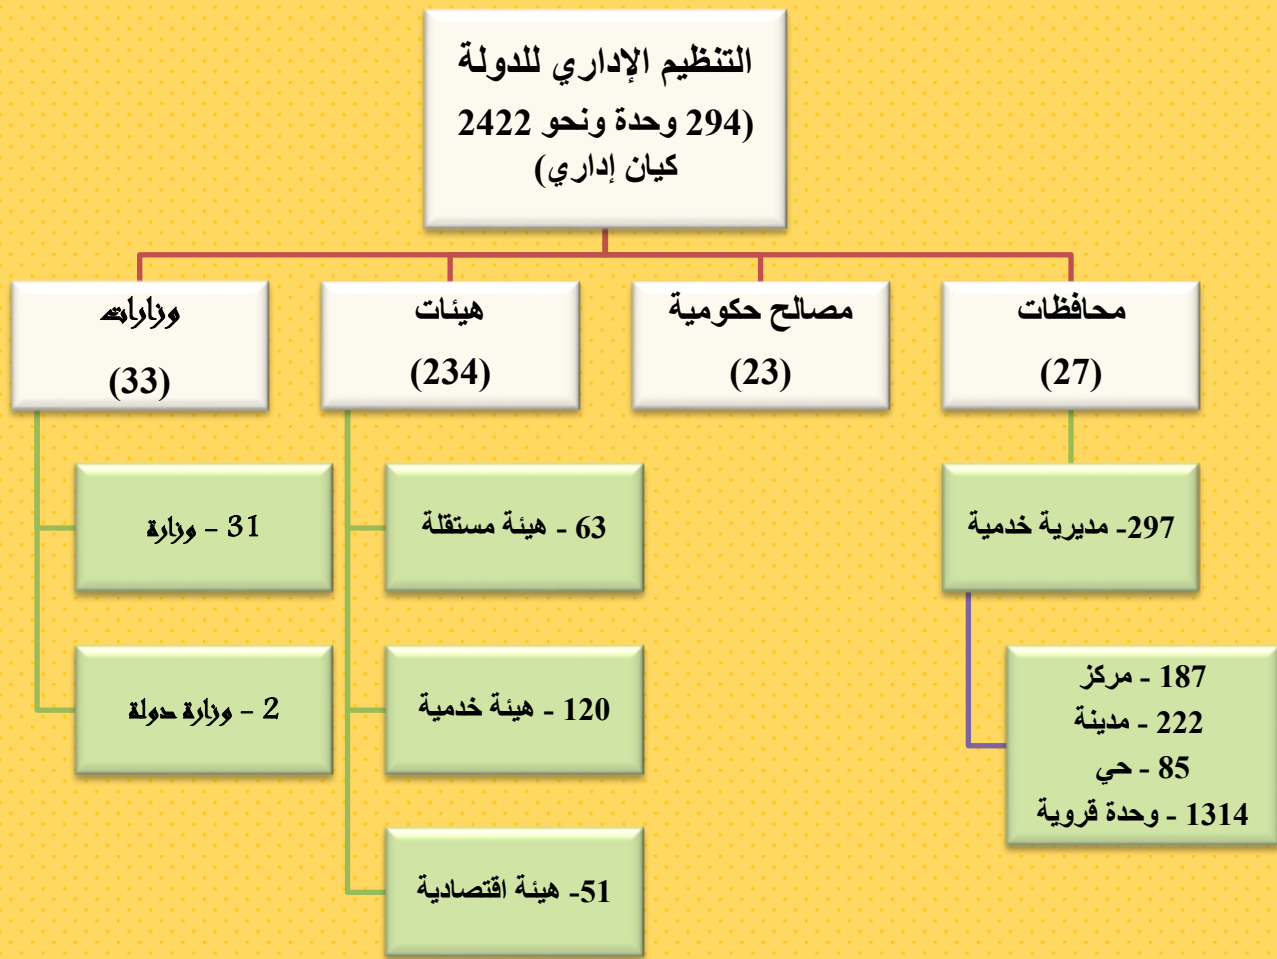 التنظيم الإداري للدولة
(294 وحدة ونحو 2422
كيان إداري)
محافظات
(27)
مصالح حكومية
(23)
هيئات
(234)
وزارات
(33)
297- مديرية خدمية
187 - مركز
222 - مدينة
85 - حي
1314 - وحدة قروية
63 - هيئة مستقلة
120 - هيئة خدمية
51- هيئة اقتصادية
31 - وزارة
2 - وزارة دولة